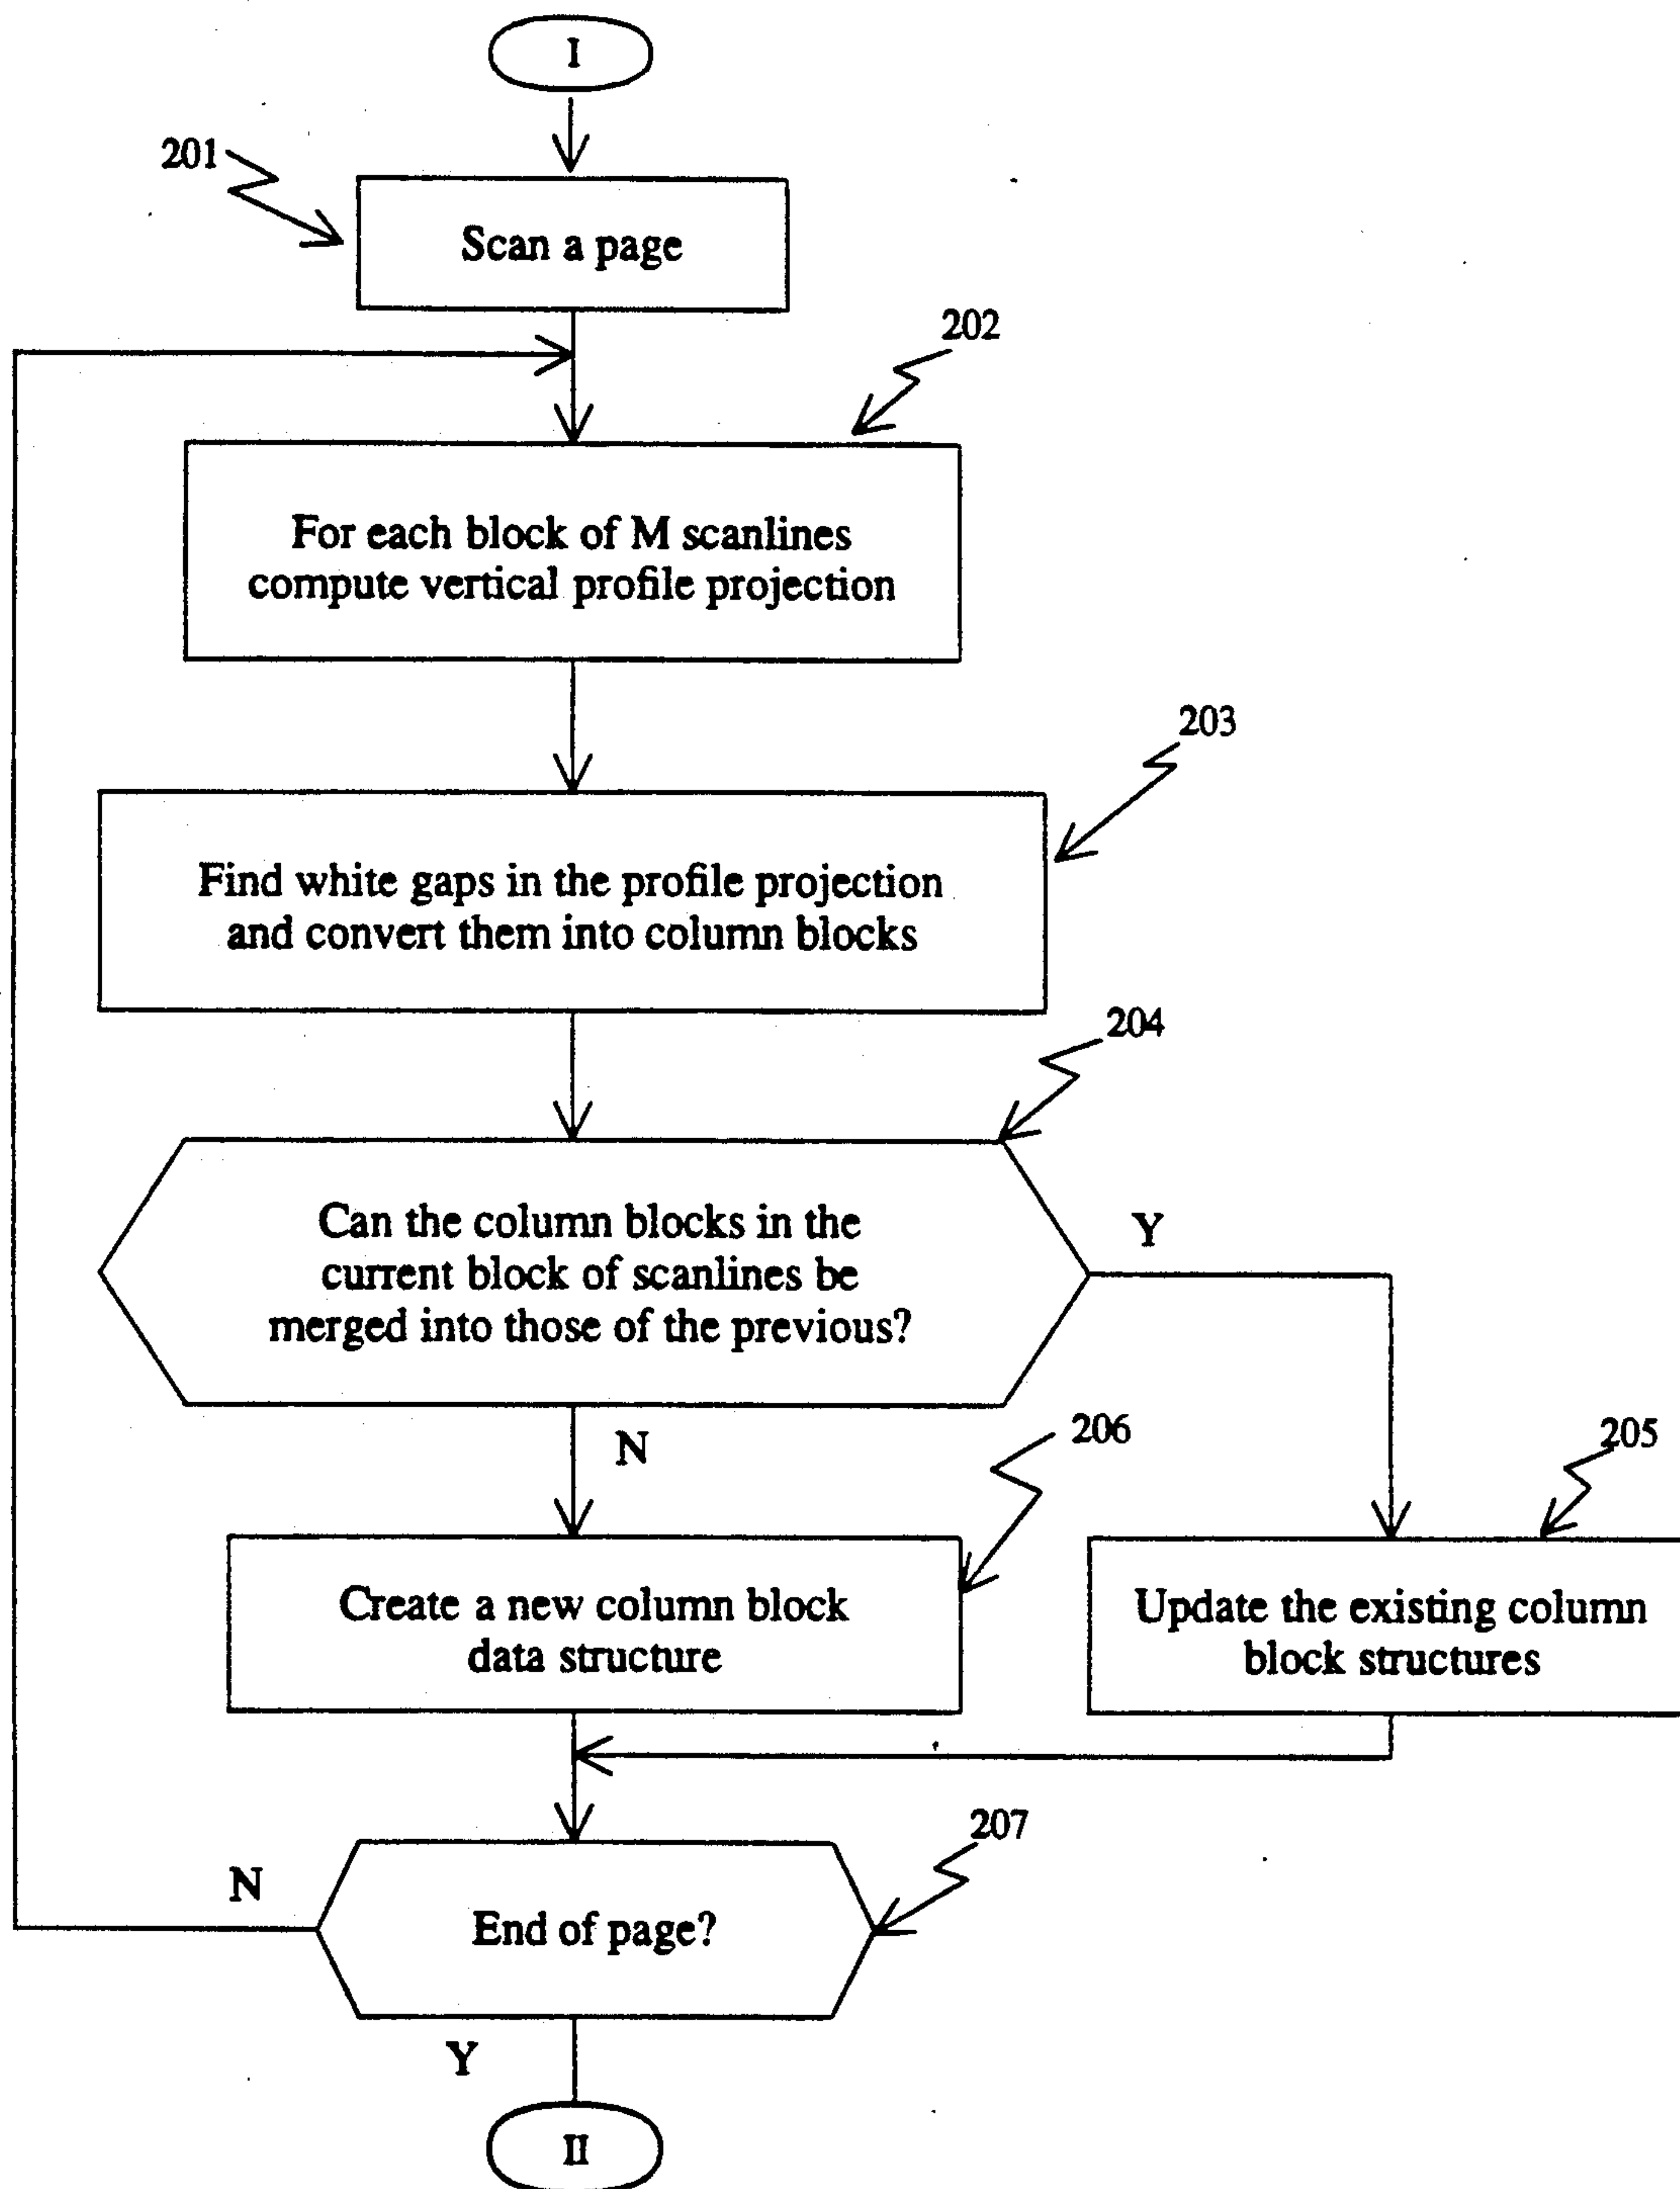 I
201
Scan a page
202
For each block of M scanlines
compute vertical profile projection
203
Find white gaps in the profile projection
and convert them into column blocks
204
Can the column blocks in the
current block of scanlines be
merged into those of the previous?
Y
N
206
205
Create a new column block
data structure
Update the existing column
block structures
207
N
End of page?
Y
II